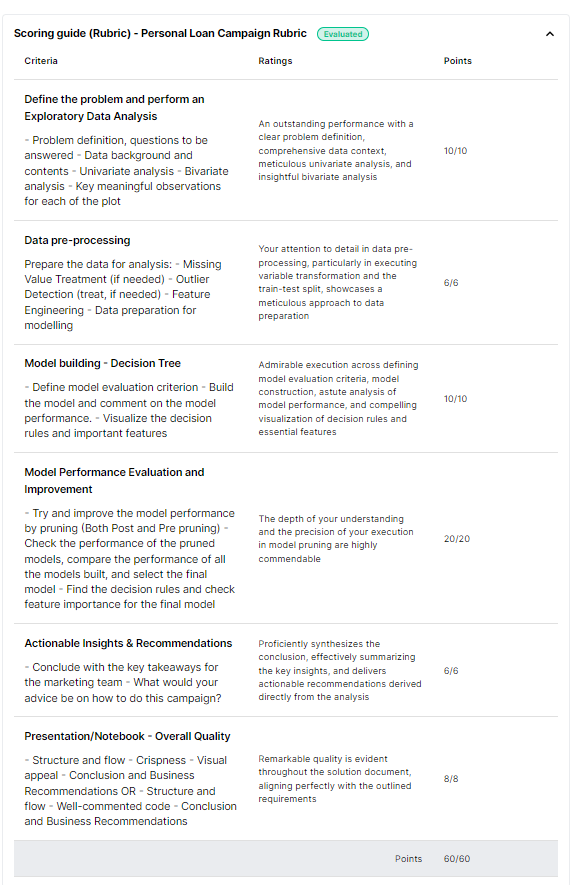 Scoring guide (Rubric) - Personal Loan Campaign Rubric Evaluated
Criteria Ratings Points
Define the problem and perform an
Exploratory Data Analysis
- Problem definition, questions to be
answered - Data background and
contents - Univariate analysis - Bivariate
analysis - Key meaningful observations
for each of the plot
An outstanding performance with a
clear problem definition,
comprehensive data context,
meticulous univariate analysis, and
insightful bivariate analysis
10/10
Data pre-processing
Prepare the data for analysis: - Missing
Value Treatment (if needed) - Outlier
Detection (treat, if needed) - Feature
Engineering - Data preparation for
modelling
Your attention to detail in data pre-
processing, particularly in executing
variable transformation and the
train-test split, showcases a
meticulous approach to data
preparation
6/6
Model building - Decision Tree
- Define model evaluation criterion - Build
the model and comment on the model
performance. - Visualize the decision
rules and important features
Admirable execution across defining
model evaluation criteria, model
construction, astute analysis of
model performance, and compelling
visualization of decision rules and
essential features
10/10
Model Performance Evaluation and
Improvement
- Try and improve the model performance
by pruning (Both Post and Pre pruning) -
Check the performance of the pruned
models, compare the performance of all
the models built, and select the final
model - Find the decision rules and check
feature importance for the final model
The depth of your understanding
and the precision of your execution
in model pruning are highly
commendable
20/20
Actionable Insights & Recommendations
- Conclude with the key takeaways for
the marketing team - What would your
advice be on how to do this campaign?
Proficiently synthesizes the
conclusion, effectively summarizing
the key insights, and delivers
actionable recommendations derived
directly from the analysis
6/6
Presentation/Notebook - Overall Quality
- Structure and flow - Crispness - Visual
appeal - Conclusion and Business
Recommendations OR - Structure and
flow - Well-commented code - Conclusion
and Business Recommendations
Remarkable quality is evident
throughout the solution document,
aligning perfectly with the outlined
requirements
8/8
Points 60/60